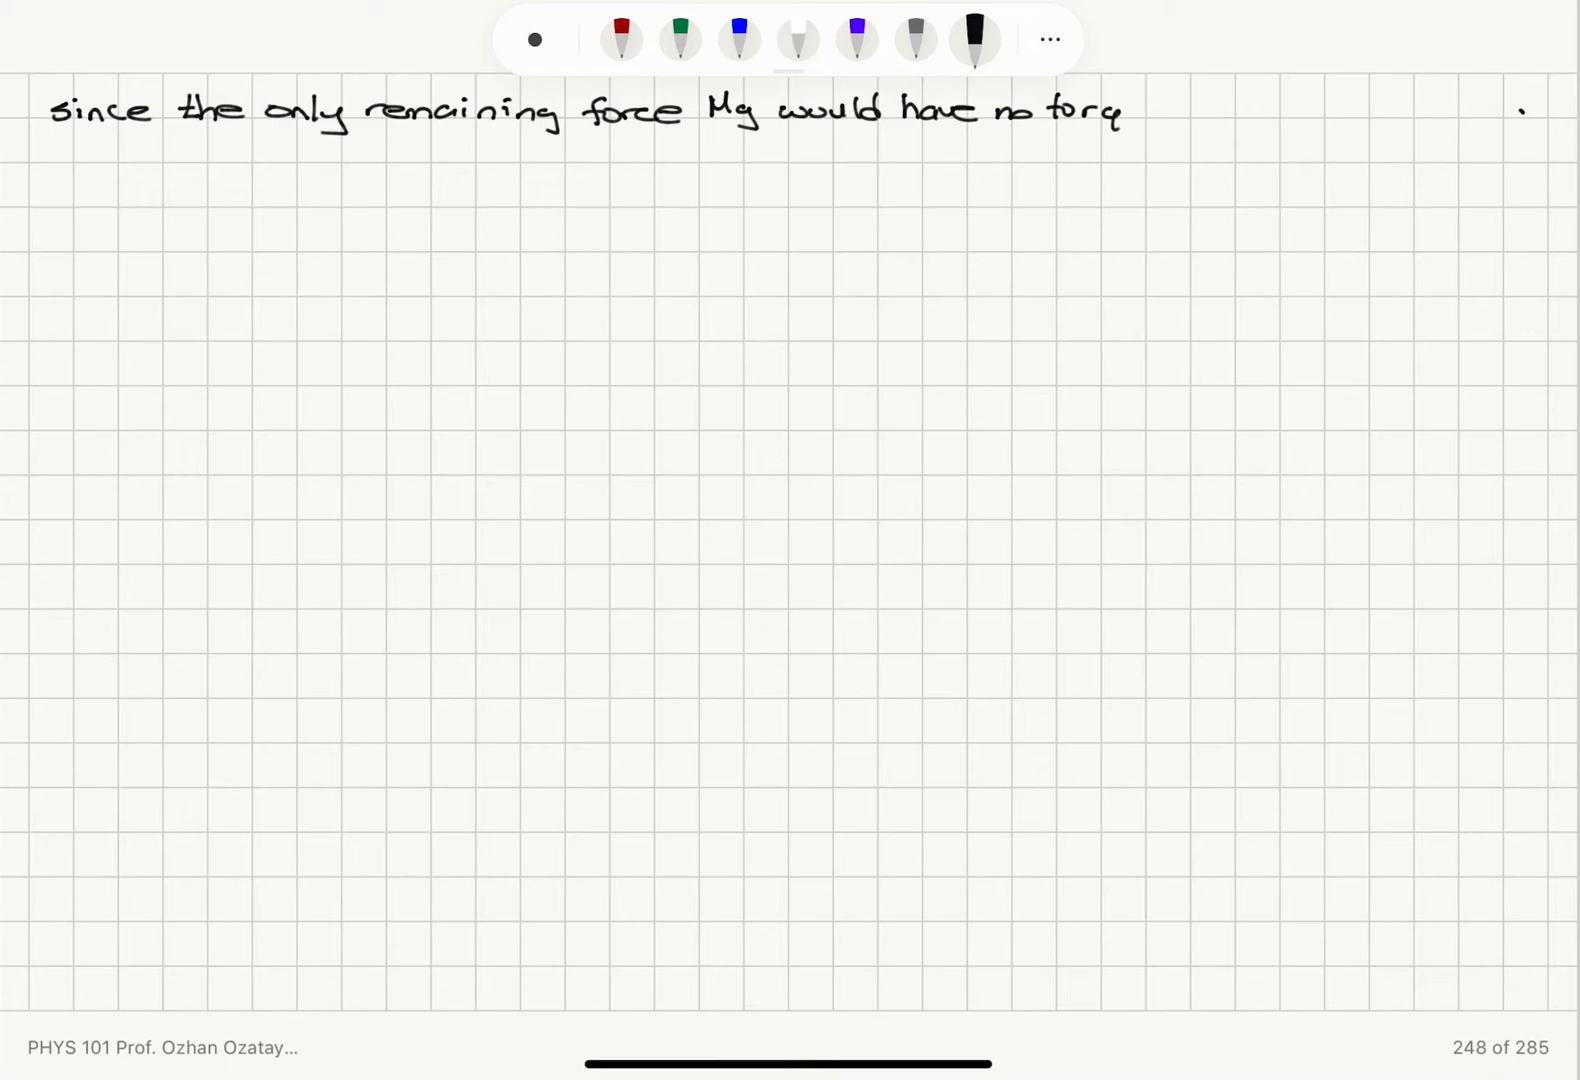 since the only remaining force Mg would have no torq .
PHYS 101 Prof. Ozhan Ozatay...
248 of 285